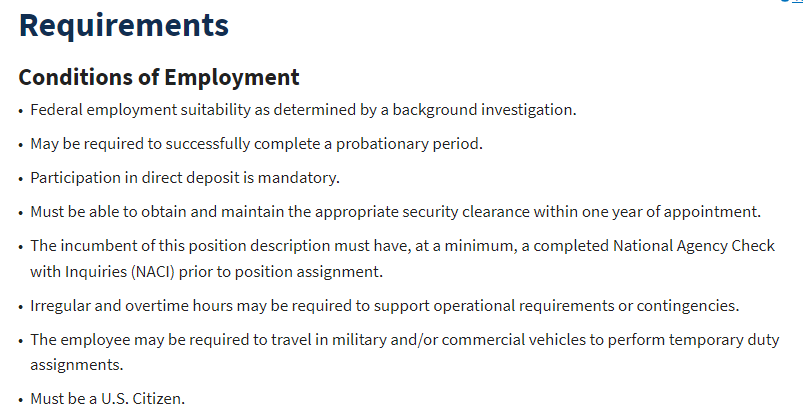 Requirements
Conditions of Employment
• Federal employment suitability as determined by a background investigation.
• May be required to successfully complete a probationary period.
• Participation in direct deposit is mandatory.
• Must be able to obtain and maintain the appropriate security clearance within one year of appointment.
• The incumbent of this position description must have, at a minimum, a completed National Agency Check
with Inquiries (NACI) prior to position assignment.
• Irregular and overtime hours may be required to support operational requirements or contingencies.
• The employee may be required to travel in military and/or commercial vehicles to perform temporary duty
assignments.
• Must be a U.S. Citizen.